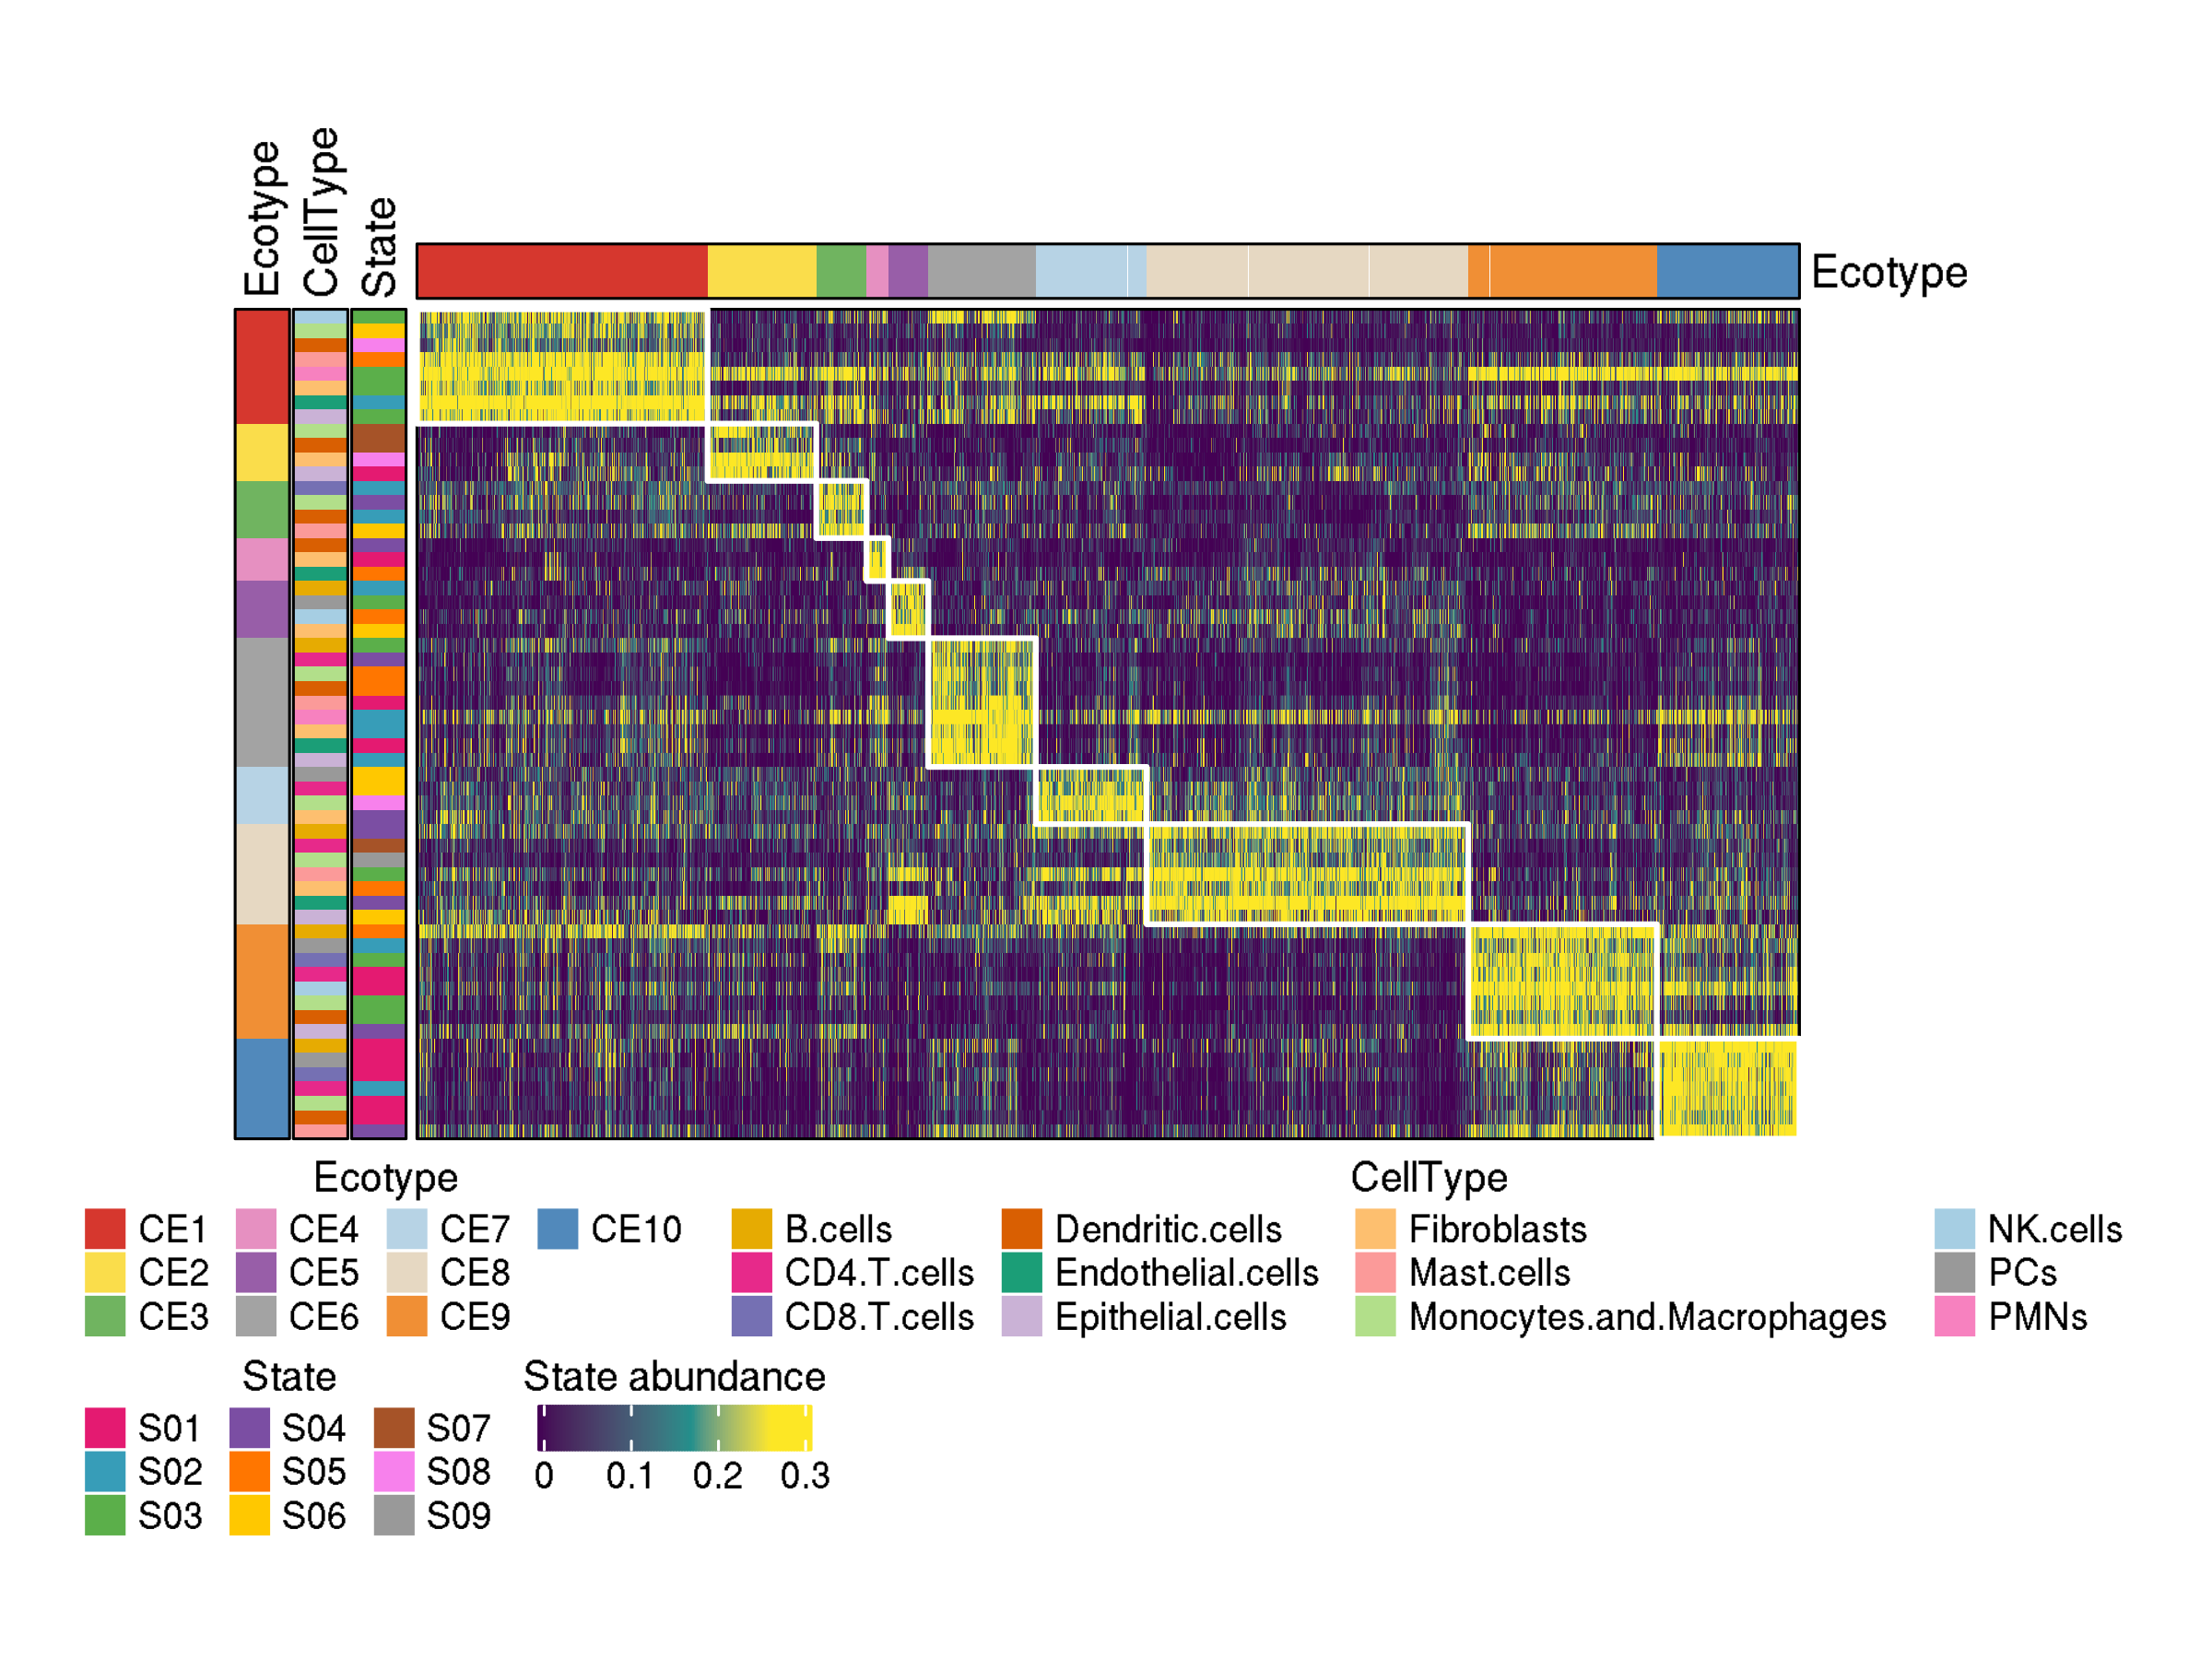 Ecotype
CellType
State
Ecotype
Ecotype
CE1 CE4 CE7 CE10
CE2 CE5 CE8
CE3 CE6 CE9
CellType
B.cells Dendritic.cells Fibroblasts NK.cells
CD4.T.cells Endothelial.cells Mast.cells PCs
CD8.T.cells Epithelial.cells Monocytes.and.Macrophages PMNs
State
S01 S04 S07
S02 S05 S08
S03 S06 S09
State abundance
0 0.1 0.2 0.3